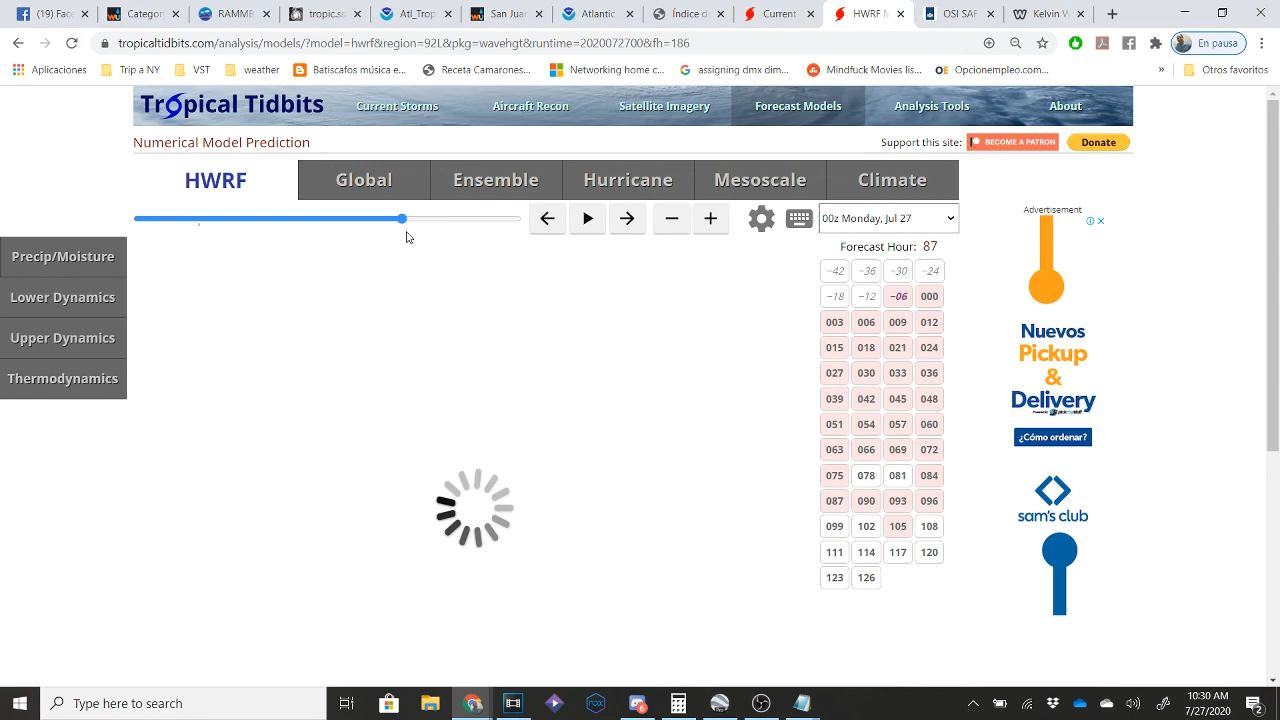 (19) Face
Category
RAWMF
tropic.ss
Atl_Trop
San Juar
Atlantic
Índice d
Current
HWRF M
OSI SAF
Kelvin W
tropicaltidbits.com/analysis/models/?model=hwrf&region=92L&pkg=wavehgt&runtime=2020072700&fh=186
En pausa
Aplicaciones
Trip a NY
VST
weather
Batiscafos música e...
Receta Camarones...
Networking home c...
assigning dmx dim...
Mindfuck Movies lis...
Opcionempleo.com...
»
Otros favoritos
Tropical Tidbits
Current Storms
Aircraft Recon
Satellite Imagery
Forecast Models
Analysis Tools
About
Numerical Model Prediction
Support this site:
BECOME A PATRON
Donate
HWRF
Global
Ensemble
Hurricane
Mesoscale
Climate
00z Monday, Jul 27
Advertisement
Forecast Hour: 87
Precip/Moisture
Lower Dynamics
Upper Dynamics
Thermodynamics
−42 −36 −30 −24
−18 −12 −06 000
003 006 009 012
015 018 021 024
027 030 033 036
039 042 045 048
051 054 057 060
063 066 069 072
075 078 081 084
087 090 093 096
099 102 105 108
111 114 117 120
123 126
Nuevos
Pickup
&
Delivery
¿Cómo ordenar?
sam's club
Type here to search
10:30 AM
7/27/2020